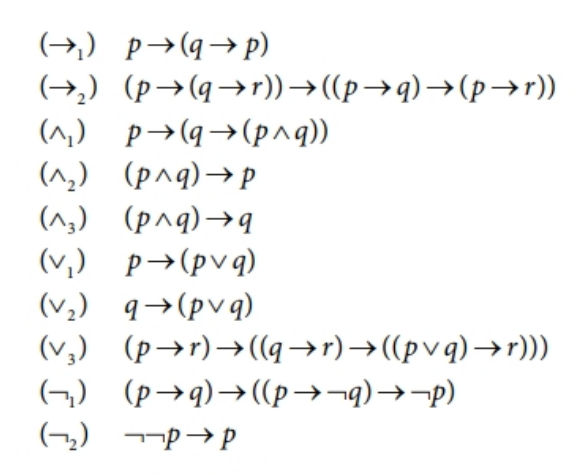 (→₁) p→(q→p)
(→₂) (p→(q→r))→((p→q)→(p→r))
(∧₁) p→(q→(p∧q))
(∧₂) (p∧q)→p
(∧₃) (p∧q)→q
(∨₁) p→(p∨q)
(∨₂) q→(p∨q)
(∨₃) (p→r)→((q→r)→((p∨q)→r)))
(¬₁) (p→q)→((p→¬q)→¬p)
(¬₂) ¬¬p→p